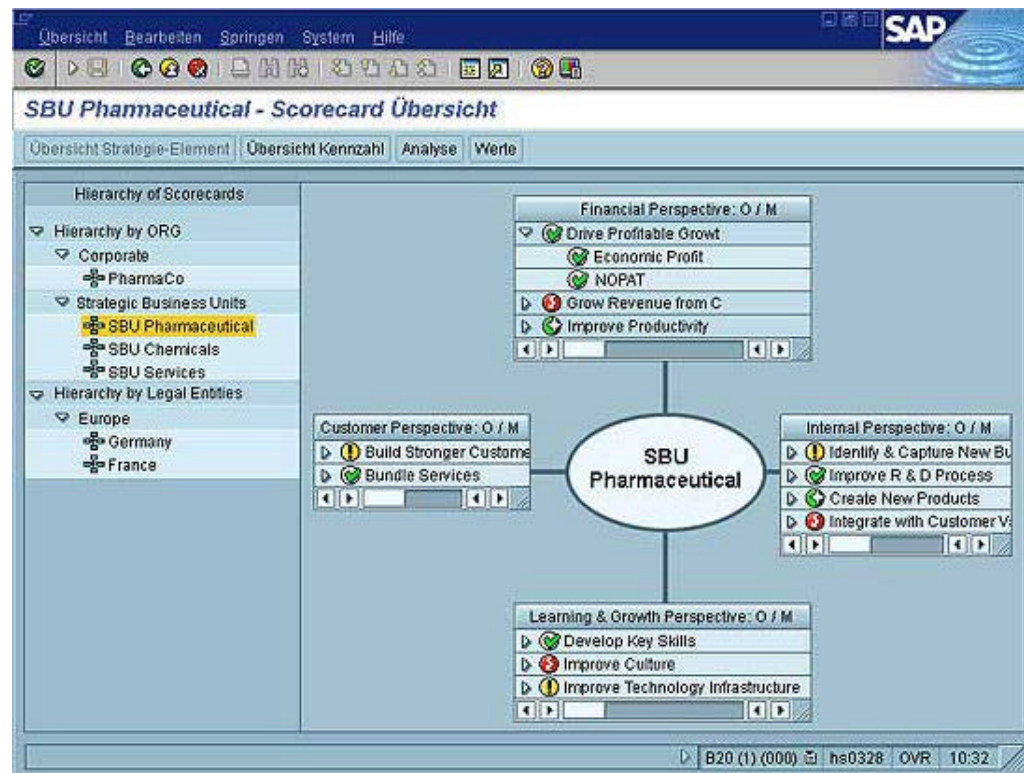 Übersicht Bearbeiten Springen System Hilfe
SAP
SBU Pharmaceutical - Scorecard Übersicht
Übersicht Strategie-Element Übersicht Kennzahl Analyse Werte
Hierarchy of Scorecards
Hierarchy by ORG
Corporate
PharmaCo
Strategic Business Units
SBU Pharmaceutical
SBU Chemicals
SBU Services
Hierarchy by Legal Entities
Europe
Germany
France
Financial Perspective: O / M
Drive Profitable Growt
Economic Profit
NOPAT
Grow Revenue from C
Improve Productivity
Customer Perspective: O / M
Build Stronger Custome
Bundle Services
SBU
Pharmaceutical
Internal Perspective: O / M
Identify & Capture New Bu
Improve R & D Process
Create New Products
Integrate with Customer V
Learning & Growth Perspective: O / M
Develop Key Skills
Improve Culture
Improve Technology Infrastructure
B20 (1) (000) hs0328 OVR 10:32